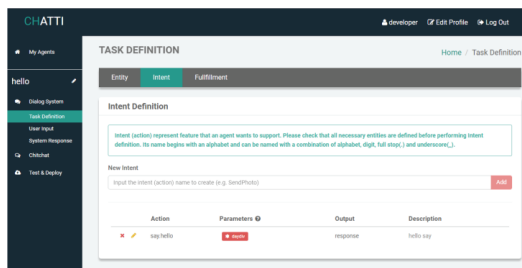 CHATTI
developer Edit Profile Log Out
My Agents
TASK DEFINITION
Home / Task Definition
hello
Entity Intent Fullfillment
Dialog System
Task Definition
User Input
System Response
Chitchat
Test & Deploy
Intent Definition
Intent (action) represent feature that an agent wants to support. Please check that all necessary entities are defined before performing intent
definition. Its name begins with an alphabet and can be named with a combination of alphabet, digit, full stop(.) and underscore(_).
New Intent
Input the intent (action) name to create (e.g. SendPhoto)
Add
Action Parameters Output Description
say.hello response hello say